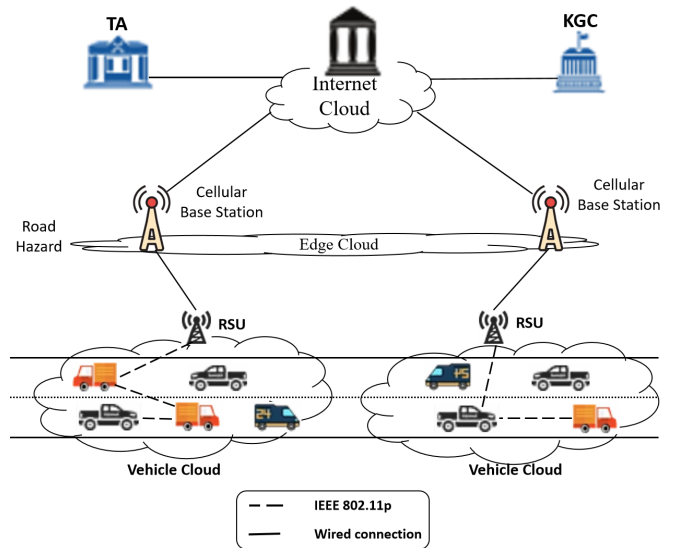 TA
KGC
Internet
Cloud
Cellular
Base Station
Cellular
Base Station
Road
Hazard
Edge Cloud
RSU
RSU
24
Vehicle Cloud
Vehicle Cloud
IEEE 802.11p
Wired connection